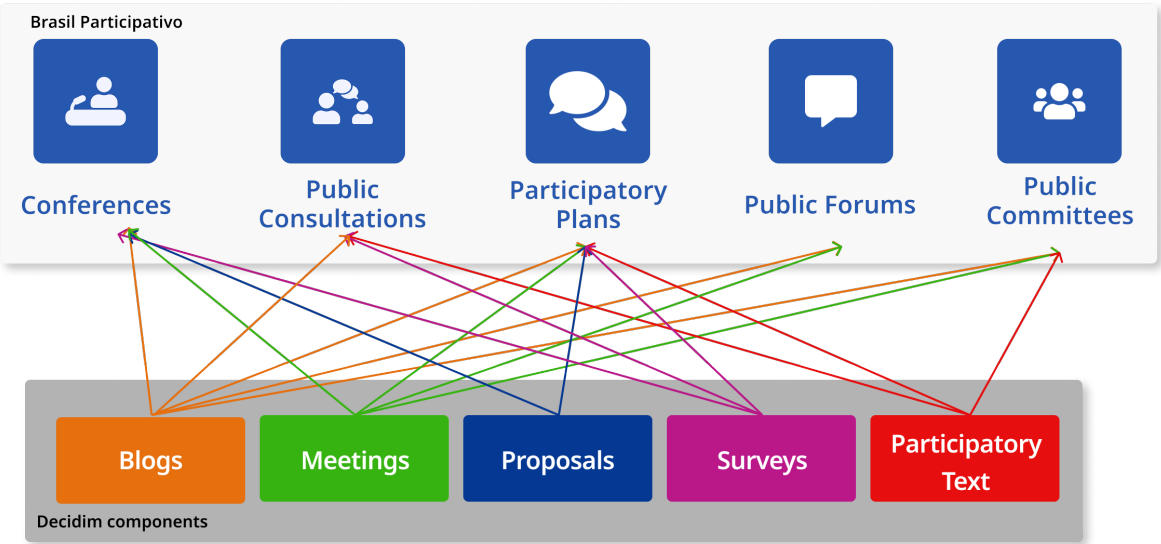 Brasil Participativo
Conferences
Public
Consultations
Participatory
Plans
Public Forums
Public
Committees
Blogs
Meetings
Proposals
Surveys
Participatory
Text
Decidim components